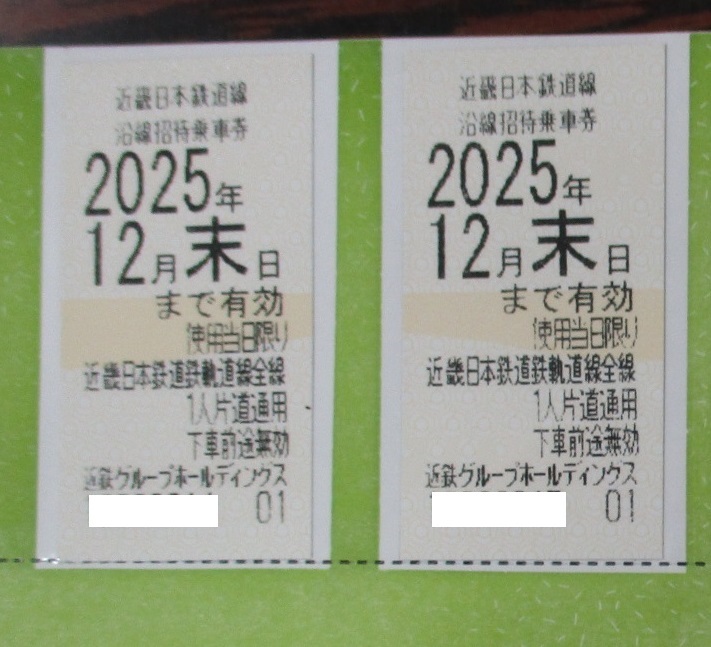 近畿日本鉄道線
沿線招待乗車券
2025年
12月末日
まで有効
使用当日限り
近畿日本鉄道鉄軌道線全線
1人片道通用
下車前途無効
近鉄グループホールディングス
01
近畿日本鉄道線
沿線招待乗車券
2025年
12月末日
まで有効
使用当日限り
近畿日本鉄道鉄軌道線全線
1人片道通用
下車前途無効
近鉄グループホールディングス
01